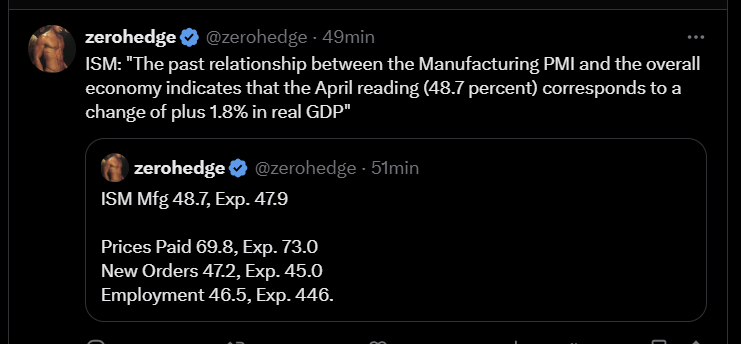 zerohedge @zerohedge · 49min
ISM: "The past relationship between the Manufacturing PMI and the overall
economy indicates that the April reading (48.7 percent) corresponds to a
change of plus 1.8% in real GDP"
zerohedge @zerohedge · 51min
ISM Mfg 48.7, Exp. 47.9
Prices Paid 69.8, Exp. 73.0
New Orders 47.2, Exp. 45.0
Employment 46.5, Exp. 446.